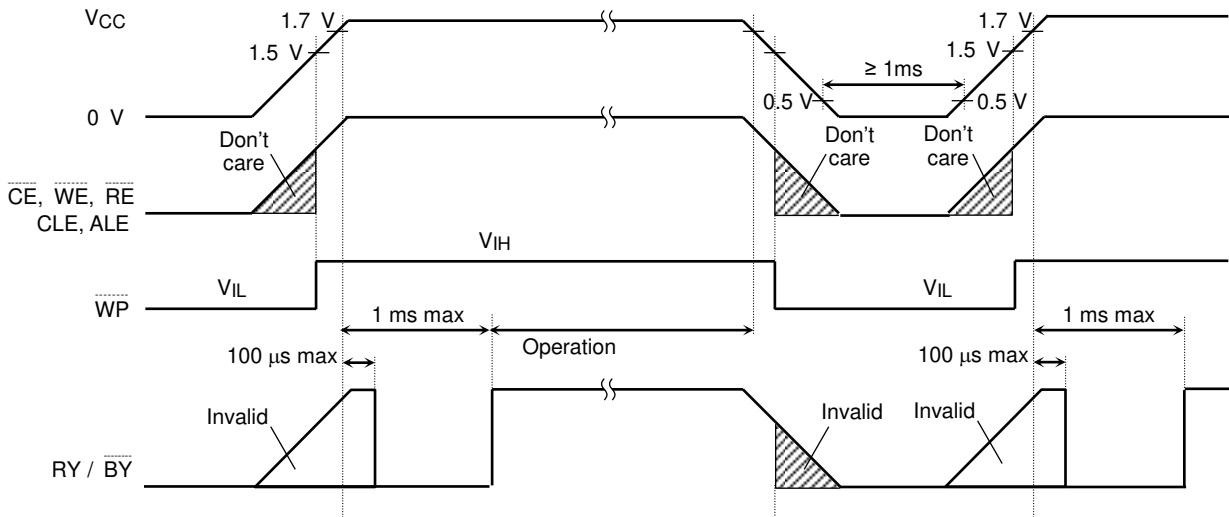 VCC
1.7 V
1.7 V
1.5 V
1.5 V
≥ 1ms
0.5 V
0.5 V
0 V
Don't
care
Don't
care
Don't
care
CE, WE, RE
CLE, ALE
VIH
VIL
VIL
WP
1 ms max
1 ms max
Operation
100 μs max
100 μs max
Invalid
Invalid
Invalid
RY / BY